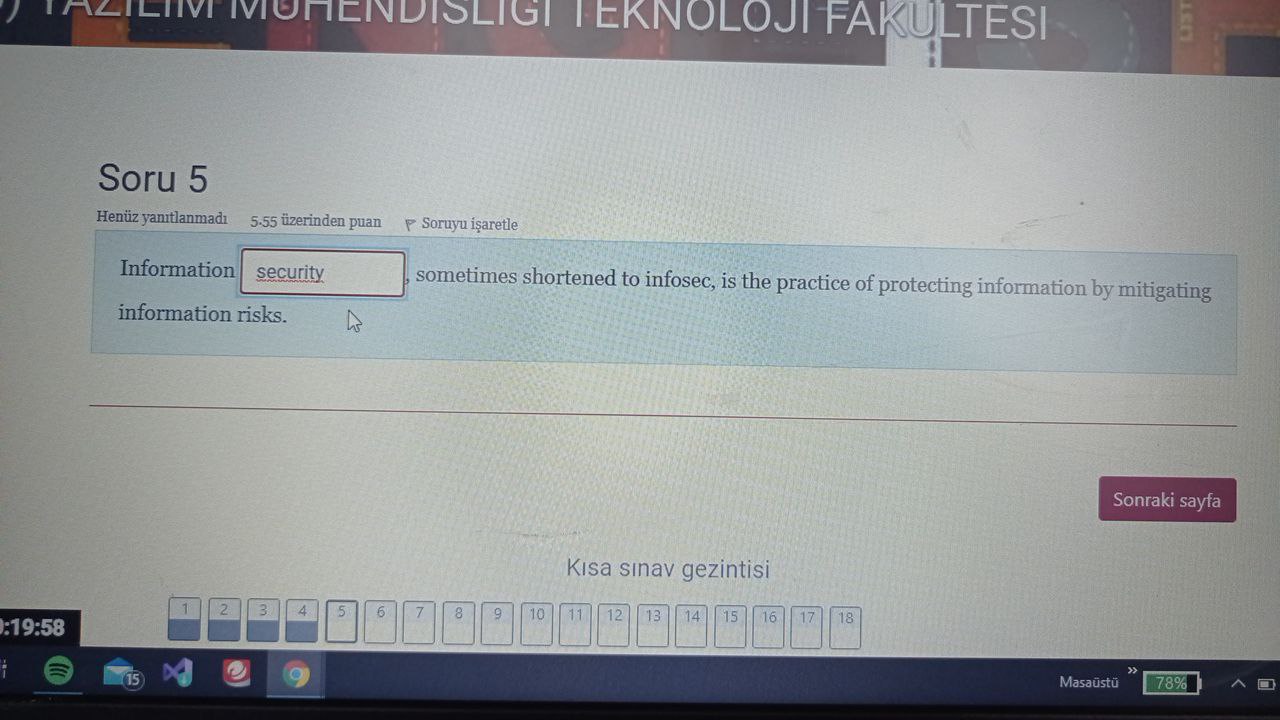 ) YAZILIM MÜHENDİSLİĞİ TEKNOLOJİ FAKÜLTESİ
Soru 5
Henüz yanıtlanmadı 5.55 üzerinden puan Soruyu işaretle
Information security, sometimes shortened to infosec, is the practice of protecting information by mitigating
information risks.
Sonraki sayfa
Kısa sınav gezintisi
1 2 3 4 5 6 7 8 9 10 11 12 13 14 15 16 17 18
:19:58
15
Masaüstü
78%